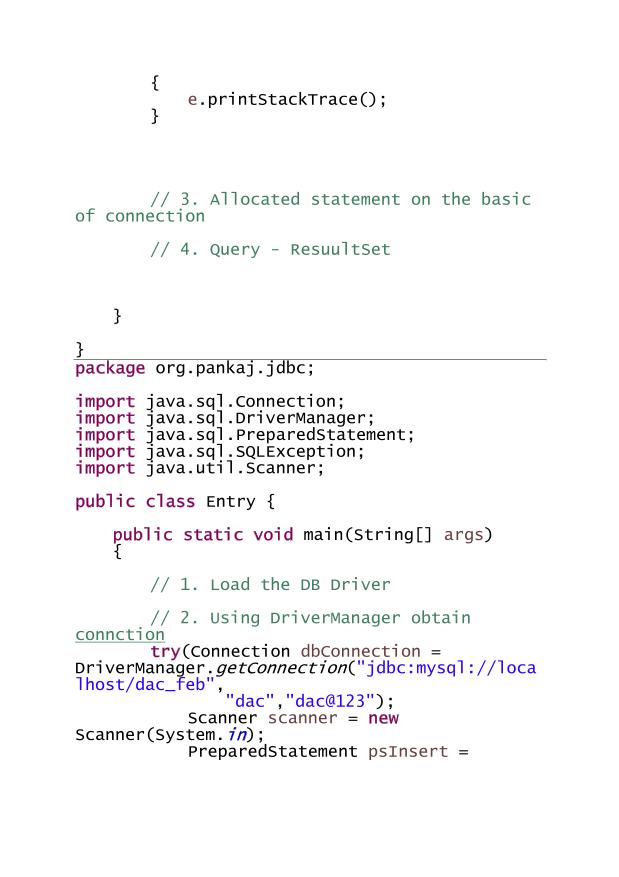 {
e.printStackTrace();
}
// 3. Allocated statement on the basic
of connection
// 4. Query - ResuultSet
}
}
package org.pankaj.jdbc;
import java.sql.Connection;
import java.sql.DriverManager;
import java.sql.PreparedStatement;
import java.sql.SQLException;
import java.util.Scanner;
public class Entry {
public static void main(String[] args)
{
// 1. Load the DB Driver
// 2. Using DriverManager obtain
connction
try(Connection dbConnection =
DriverManager.getConnection("jdbc:mysql://loca
lhost/dac_feb",
"dac","dac@123");
Scanner scanner = new
Scanner(System.in);
PreparedStatement psInsert =